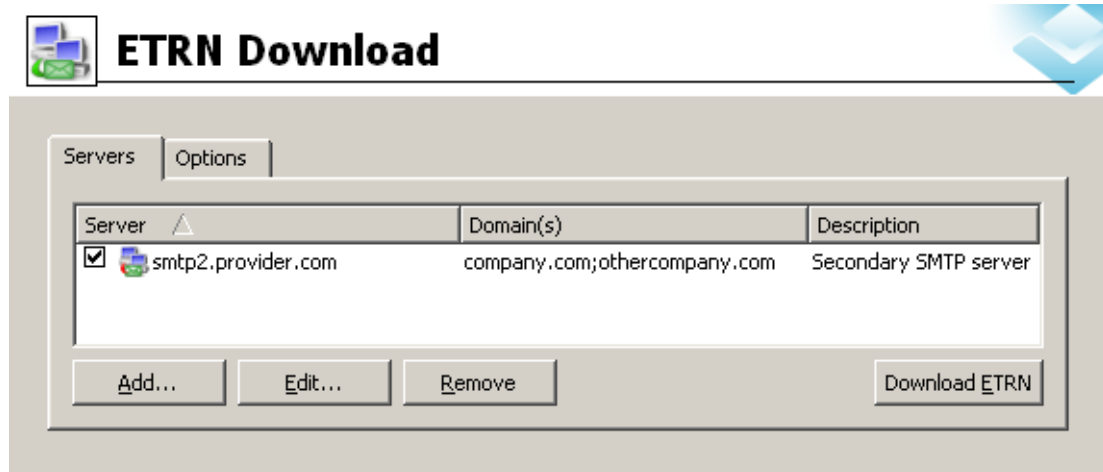 ETRN Download
Servers Options
Server Domain(s) Description
smtp2.provider.com company.com;othercompany.com Secondary SMTP server
Add... Edit... Remove Download ETRN